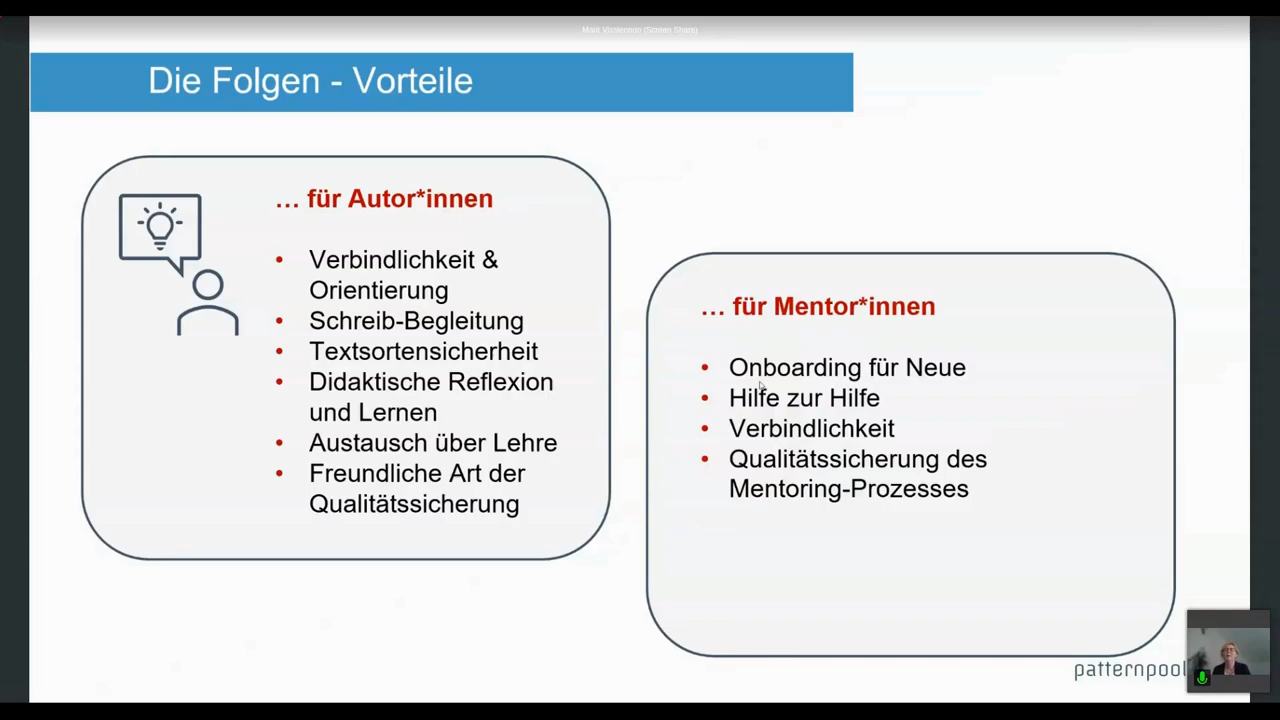 Die Folgen - Vorteile
… für Autor*innen
• Verbindlichkeit &
Orientierung
• Schreib-Begleitung
• Textsortensicherheit
• Didaktische Reflexion
und Lernen
• Austausch über Lehre
• Freundliche Art der
Qualitätssicherung
… für Mentor*innen
• Onboarding für Neue
• Hilfe zur Hilfe
• Verbindlichkeit
• Qualitätssicherung des
Mentoring-Prozesses
patternpool